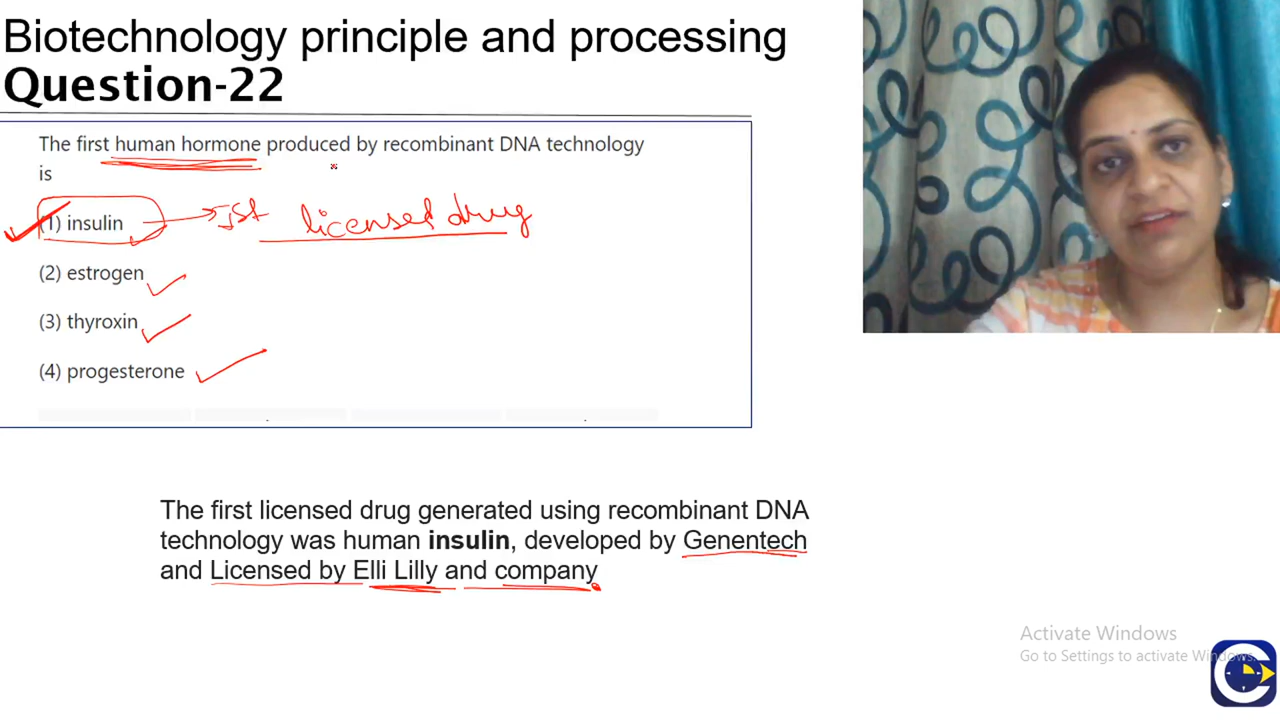 Biotechnology principle and processing
Question-22
The first human hormone produced by recombinant DNA technology
is
(1) insulin
Ist licensed drug
(2) estrogen
(3) thyroxin
(4) progesterone
The first licensed drug generated using recombinant DNA
technology was human insulin, developed by Genentech
and Licensed by Elli Lilly and company
Activate Windows
Go to Settings to activate Windows.